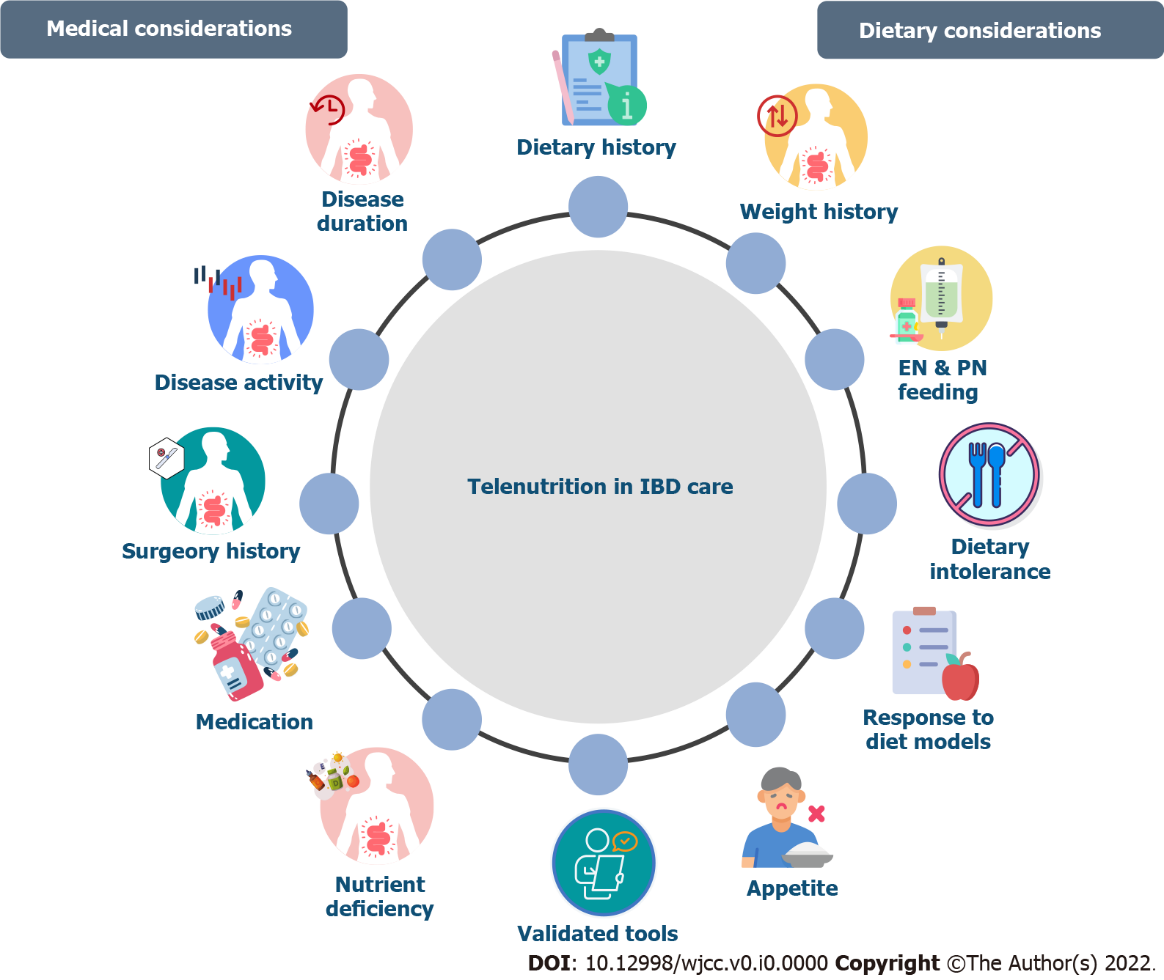 Medical considerations
Dietary considerations
Dietary history
Disease
duration
Weight history
Disease activity
EN & PN
feeding
Surgeory history
Dietary
intolerance
Telenutrition in IBD care
Medication
Response to
diet models
Nutrient
deficiency
Appetite
Validated tools
DOI: 10.12998/wjcc.v0.i0.0000 Copyright ©The Author(s) 2022.